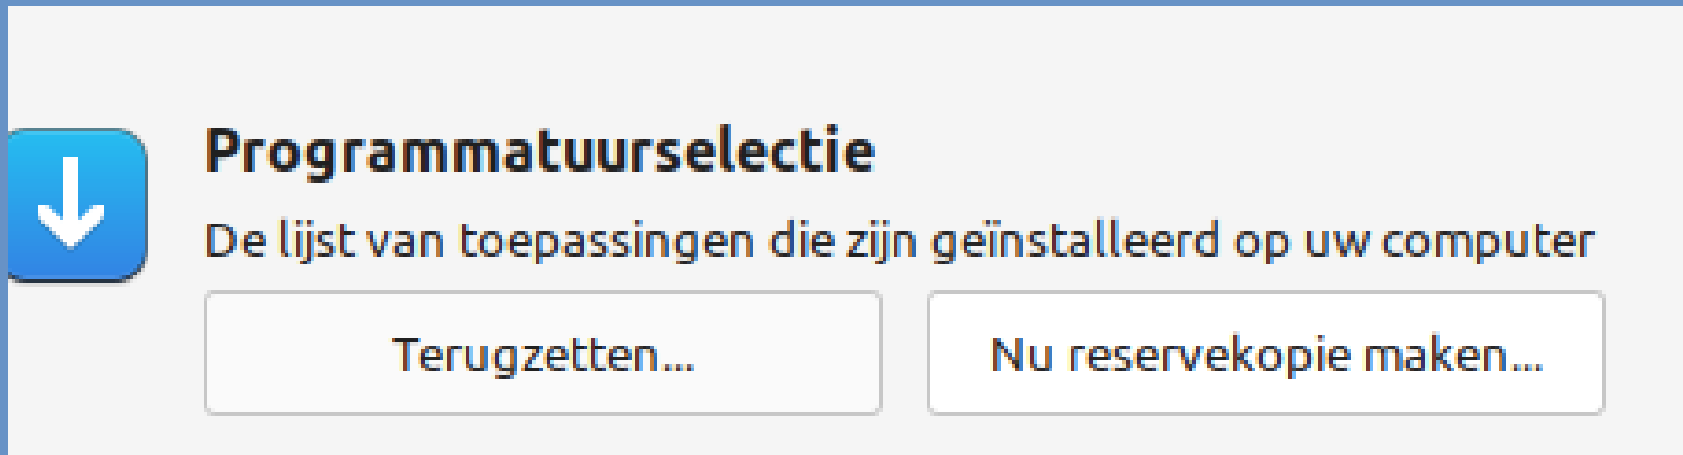 Programmatuurselectie
De lijst van toepassingen die zijn geïnstalleerd op uw computer
Terugzetten... Nu reservekopie maken...